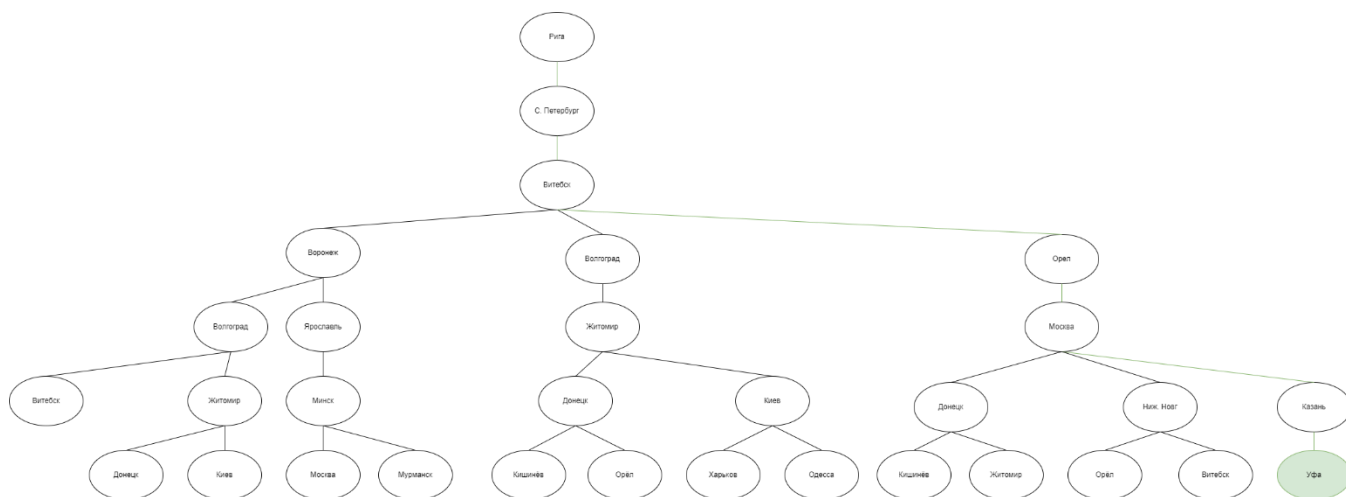 Рига
С. Петербург
Витебск
Воронеж
Волгоград
Орел
Волгоград
Ярославль
Житомир
Москва
Витебск
Житомир
Минск
Донецк
Киев
Донецк
Ниж. Новг
Казань
Донецк
Киев
Москва
Мурманск
Кишинёв
Орёл
Харьков
Одесса
Кишинёв
Житомир
Орёл
Витебск
Уфа